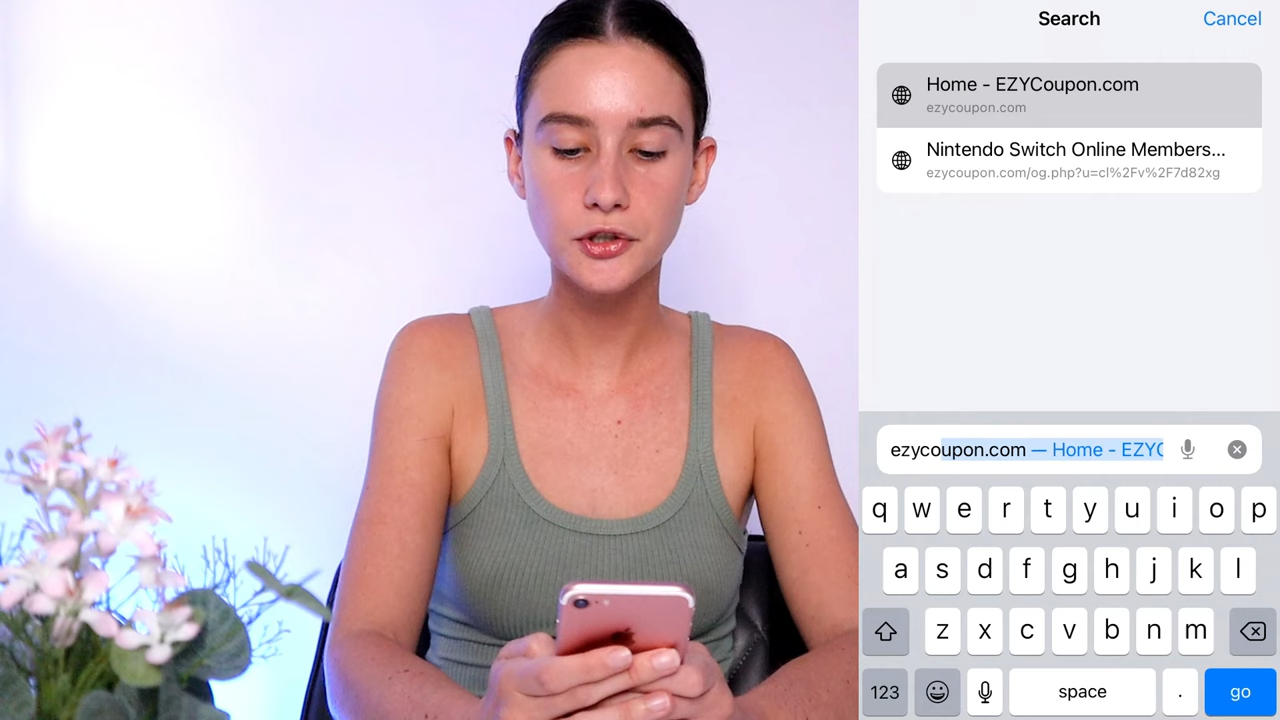 Search
Cancel
Home - EZYCoupon.com
ezycoupon.com
Nintendo Switch Online Members...
ezycoupon.com/og.php?u=cl%2Fv%2F7d82xg
ezycoupon.com — Home - EZYC
q w e r t y u i o p
a s d f g h j k l
z x c v b n m
123 space . go